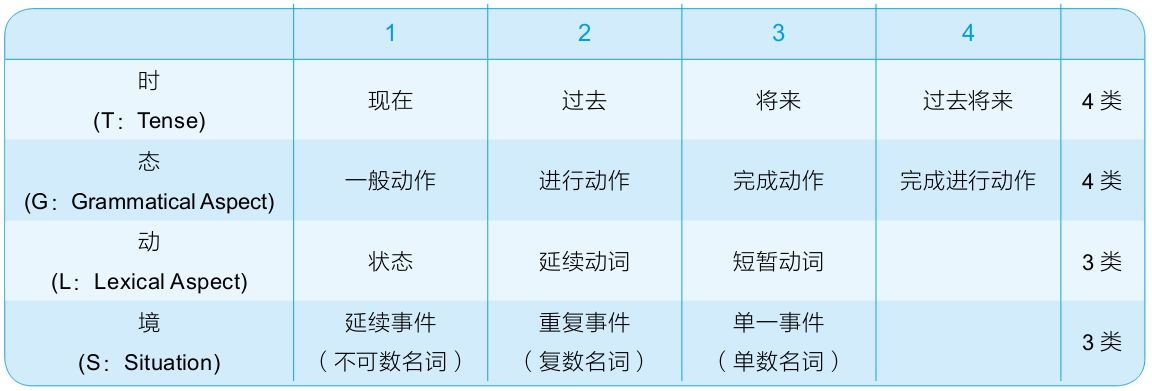 1 2 3 4
时
(T：Tense)
现在 过去 将来 过去将来 4 类
态
(G：Grammatical Aspect)
一般动作 进行动作 完成动作 完成进行动作 4 类
动
(L：Lexical Aspect)
状态 延续动词 短暂动词 3 类
境
(S：Situation)
延续事件 重复事件 单一事件 3 类
（不可数名词） （复数名词） （单数名词）